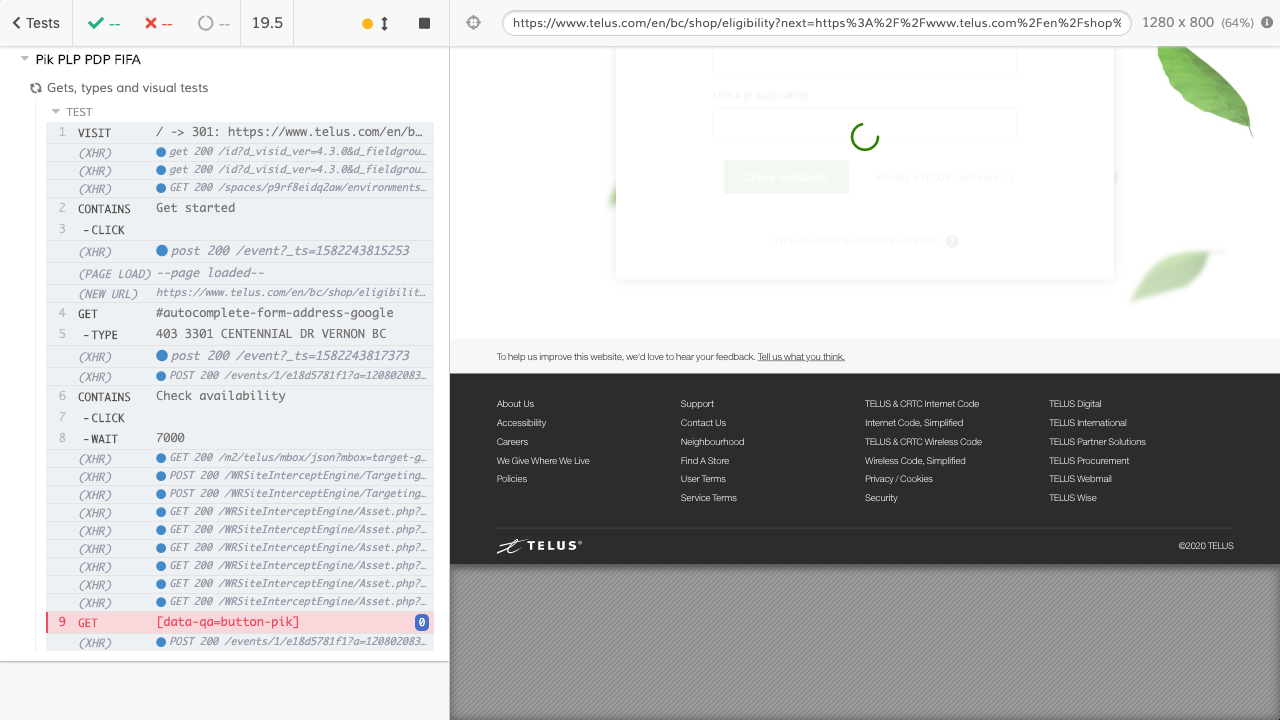 Tests
--
--
--
19.5
https://www.telus.com/en/bc/shop/eligibility?next=https%3A%2F%2Fwww.telus.com%2Fen%2Fshop%
1280 x 800 (64%)
Pik PLP PDP FIFA
Gets, types and visual tests
TEST
1 VISIT / -> 301: https://www.telus.com/en/b…
(XHR) get 200 /id?d_visid_ver=4.3.0&d_fieldgrou…
(XHR) get 200 /id?d_visid_ver=4.3.0&d_fieldgrou…
(XHR) GET 200 /spaces/p9rf8eidq2aw/environments…
2 CONTAINS Get started
3 -CLICK
(XHR) post 200 /event?_ts=1582243815253
(PAGE LOAD) --page loaded--
(NEW URL) https://www.telus.com/en/bc/shop/eligibilit…
4 GET #autocomplete-form-address-google
5 -TYPE 403 3301 CENTENNIAL DR VERNON BC
(XHR) post 200 /event?_ts=1582243817373
(XHR) POST 200 /events/1/e18d5781f1?a=120802083…
6 CONTAINS Check availability
7 -CLICK
8 -WAIT 7000
(XHR) GET 200 /m2/telus/mbox/json?mbox=target-g…
(XHR) POST 200 /WRSiteInterceptEngine/Targeting…
(XHR) POST 200 /WRSiteInterceptEngine/Targeting…
(XHR) GET 200 /WRSiteInterceptEngine/Asset.php?…
(XHR) GET 200 /WRSiteInterceptEngine/Asset.php?…
(XHR) GET 200 /WRSiteInterceptEngine/Asset.php?…
(XHR) GET 200 /WRSiteInterceptEngine/Asset.php?…
(XHR) GET 200 /WRSiteInterceptEngine/Asset.php?…
(XHR) GET 200 /WRSiteInterceptEngine/Asset.php?…
9 GET [data-qa=button-pik] 0
(XHR) POST 200 /events/1/e18d5781f1?a=120802083…
Unit # (if applicable)
Check availability
Already a TELUS customer?
Why do I need to enter my address? ?
To help us improve this website, we'd love to hear your feedback. Tell us what you think.
About Us
Accessibility
Careers
We Give Where We Live
Policies
Support
Contact Us
Neighbourhood
Find A Store
User Terms
Service Terms
TELUS & CRTC Internet Code
Internet Code, Simplified
TELUS & CRTC Wireless Code
Wireless Code, Simplified
Privacy / Cookies
Security
TELUS Digital
TELUS International
TELUS Partner Solutions
TELUS Procurement
TELUS Webmail
TELUS Wise
TELUS®
©2020 TELUS